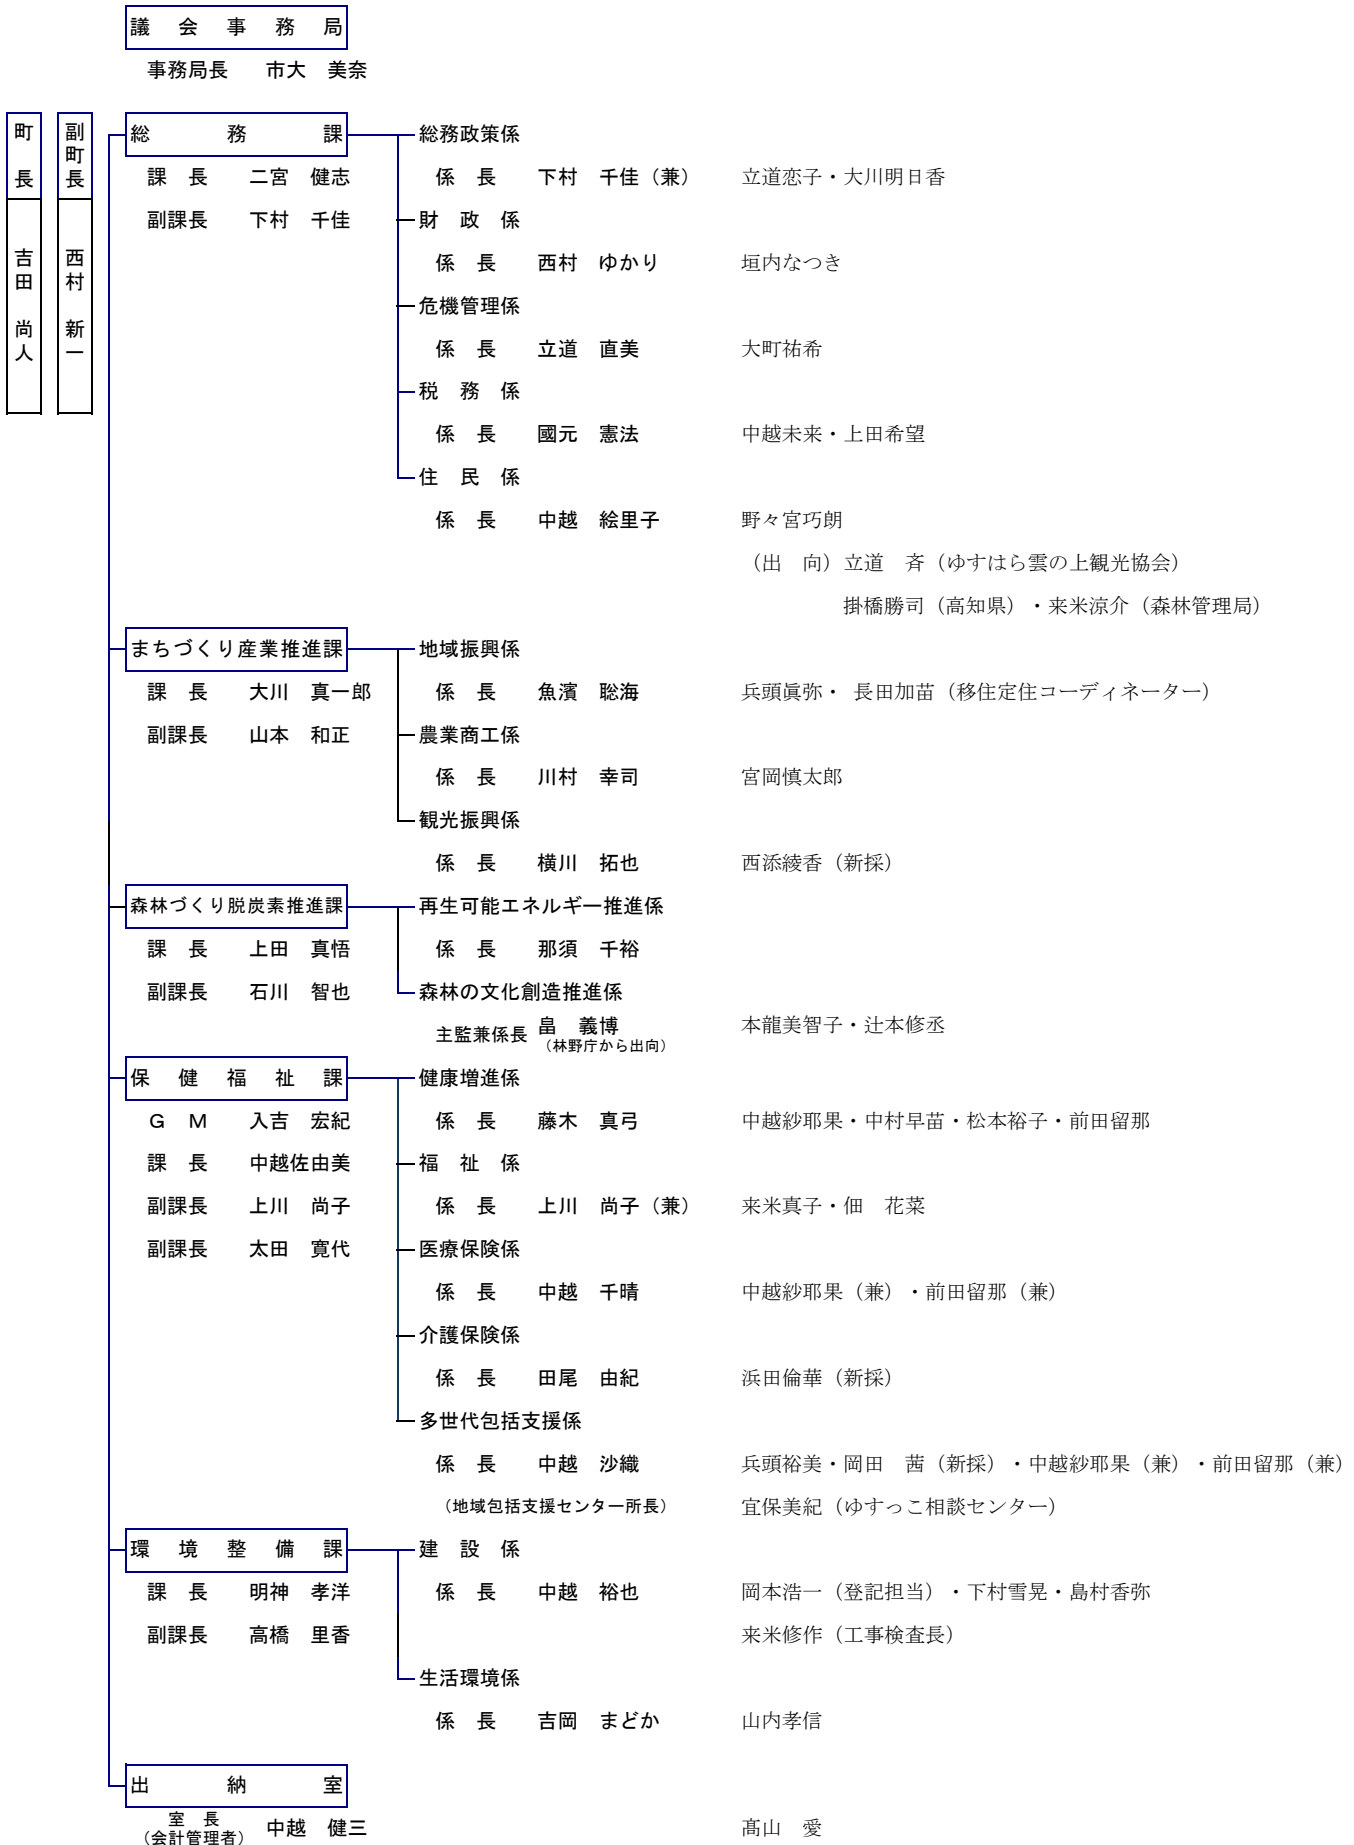 議　会　事　務　局
事務局長　市大　美奈
町長　吉田　尚人
副町長　西村　新一
総　務　課　総務政策係
課　長　二宮　健志　係　長　下村　千佳（兼）　立道恋子・大川明日香
副課長　下村　千佳　財　政　係
係　長　西村　ゆかり　垣内なつき
危機管理係
係　長　立道　直美　大町祐希
税　務　係
係　長　國元　憲法　中越未来・上田希望
住　民　係
係　長　中越　絵里子　野々宮巧朗
（出　向）立道　斉（ゆすはら雲の上観光協会）
掛橋勝司（高知県）・来米涼介（森林管理局）
まちづくり産業推進課　地域振興係
課　長　大川　真一郎　係　長　魚濱　聡海　兵頭眞弥・ 長田加苗（移住定住コーディネーター）
副課長　山本　和正　農業商工係
係　長　川村　幸司　宮岡慎太郎
観光振興係
係　長　横川　拓也　西添綾香（新採）
森林づくり脱炭素推進課　再生可能エネルギー推進係
課　長　上田　真悟　係　長　那須　千裕
副課長　石川　智也　森林の文化創造推進係
主監兼係長　畠　義博　本龍美智子・辻本修丞
（林野庁から出向）
保　健　福　祉　課　健康増進係
Ｇ　Ｍ　入吉　宏紀　係　長　藤木　真弓　中越紗耶果・中村早苗・松本裕子・前田留那
課　長　中越佐由美　福　祉　係
副課長　上川　尚子　係　長　上川　尚子（兼）　来米真子・佃　花菜
副課長　太田　寛代　医療保険係
係　長　中越　千晴　中越紗耶果（兼）・前田留那（兼）
介護保険係
係　長　田尾　由紀　浜田倫華（新採）
多世代包括支援係
係　長　中越　沙織　兵頭裕美・岡田　茜（新採）・中越紗耶果（兼）・前田留那（兼）
（地域包括支援センター所長）　宜保美紀（ゆすっこ相談センター）
環　境　整　備　課　建　設　係
課　長　明神　孝洋　係　長　中越　裕也　岡本浩一（登記担当）・下村雪晃・島村香弥
副課長　高橋　里香　来米修作（工事検査長）
生活環境係
係　長　吉岡　まどか　山内孝信
出　納　室
室　長　中越　健三　髙山　愛
（会計管理者）